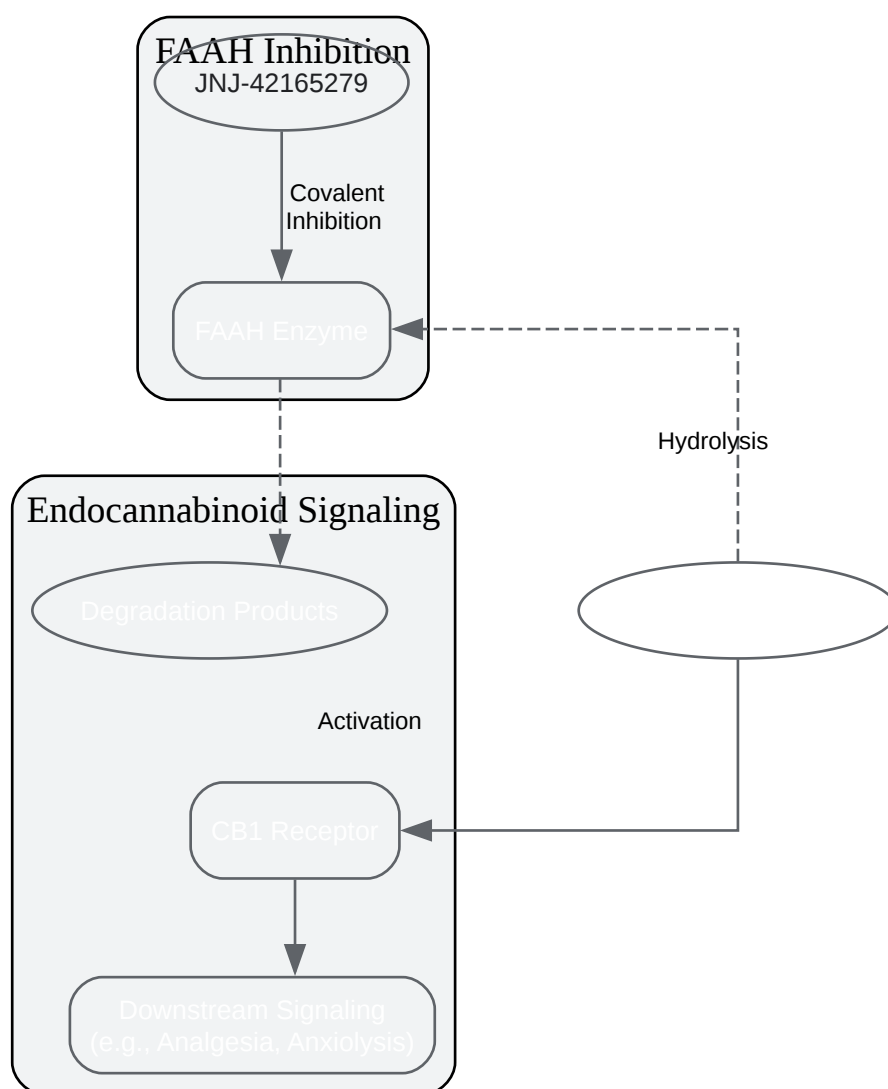 FAAH Inhibition
JNJ-42165279
Covalent
Inhibition
FAAH Enzyme
Hydrolysis
Endocannabinoid Signaling
Degradation Products
Activation
CB1 Receptor
Downstream Signaling
(e.g., Analgesia, Anxiolysis)